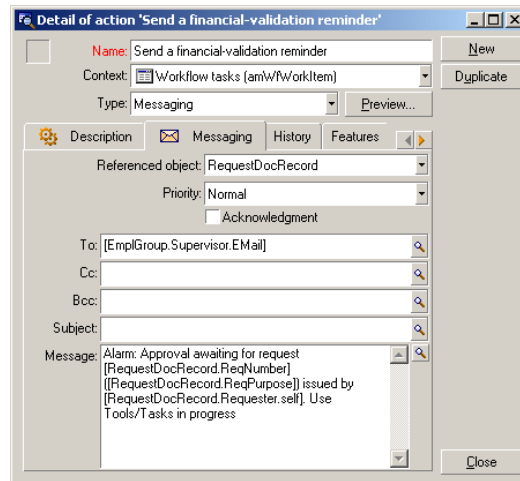 Detail of action 'Send a financial-validation reminder'
Name: Send a financial-validation reminder
New
Context: Workflow tasks (amWfWorkItem)
Duplicate
Type: Messaging
Preview...
Description Messaging History Features
Referenced object: RequestDocRecord
Priority: Normal
Acknowledgment
To: [EmplGroup.Supervisor.EMail]
Cc:
Bcc:
Subject:
Message: Alarm: Approval awaiting for request
[RequestDocRecord.ReqNumber]
([RequestDocRecord.ReqPurpose]) issued by
[RequestDocRecord.Requester.self]. Use
Tools/Tasks in progress
Close